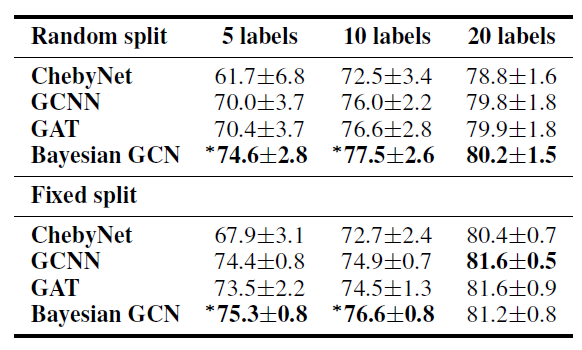 Random split 5 labels 10 labels 20 labels
ChebyNet 61.7±6.8 72.5±3.4 78.8±1.6
GCNN 70.0±3.7 76.0±2.2 79.8±1.8
GAT 70.4±3.7 76.6±2.8 79.9±1.8
Bayesian GCN *74.6±2.8 *77.5±2.6 80.2±1.5
Fixed split
ChebyNet 67.9±3.1 72.7±2.4 80.4±0.7
GCNN 74.4±0.8 74.9±0.7 81.6±0.5
GAT 73.5±2.2 74.5±1.3 81.6±0.9
Bayesian GCN *75.3±0.8 *76.6±0.8 81.2±0.8